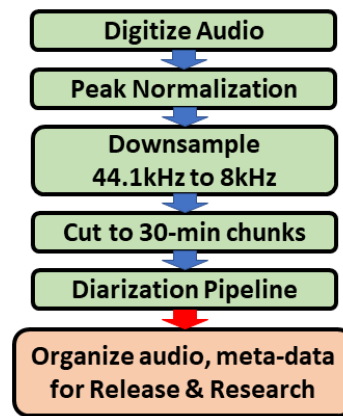 Digitize Audio
Peak Normalization
Downsample
44.1kHz to 8kHz
Cut to 30-min chunks
Diarization Pipeline
Organize audio, meta-data
for Release & Research